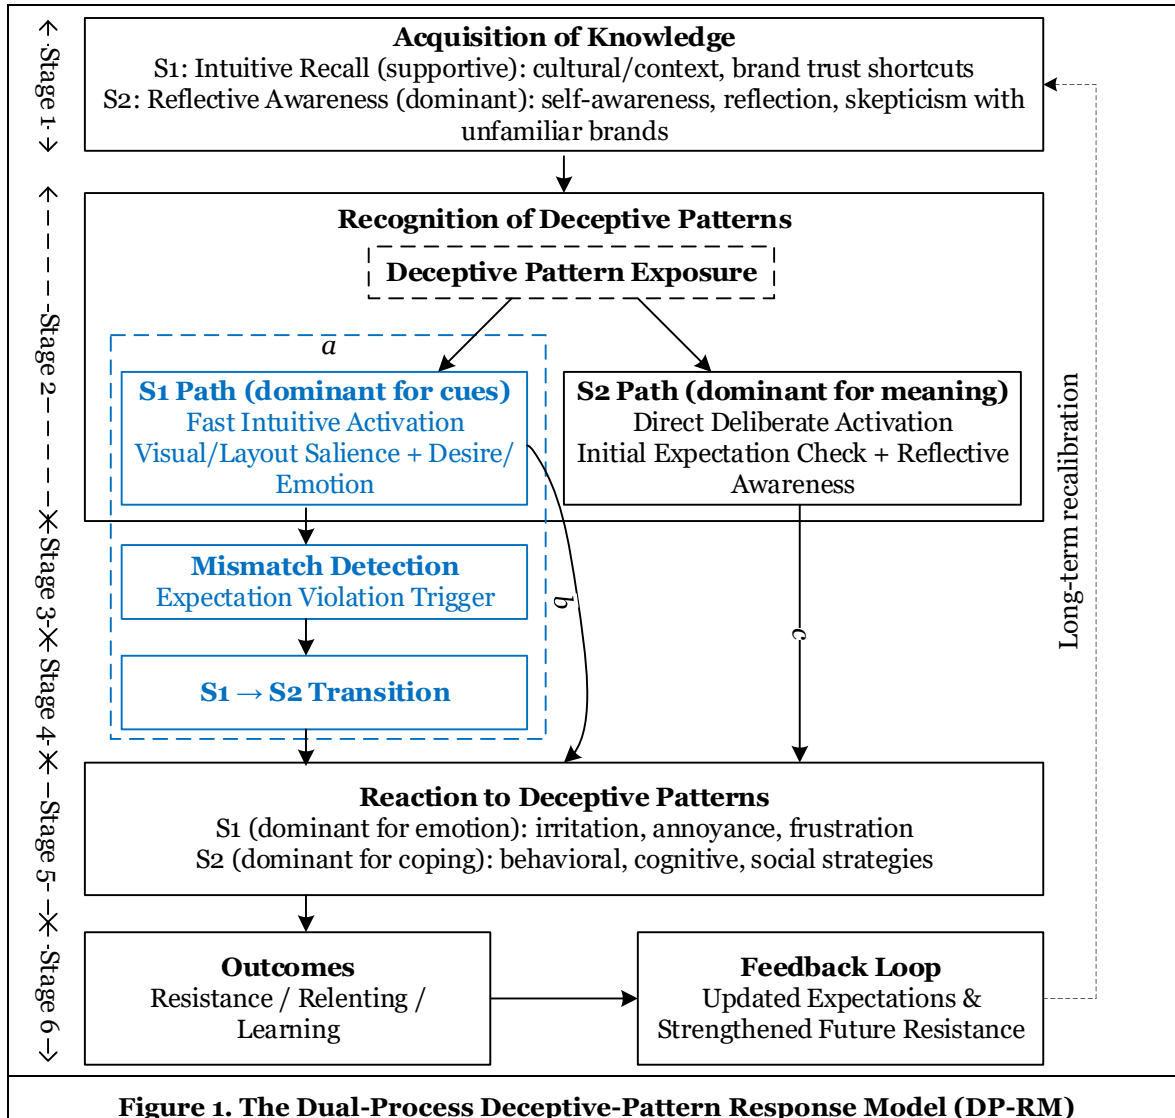 Stage 1
Acquisition of Knowledge
S1: Intuitive Recall (supportive): cultural/context, brand trust shortcuts
S2: Reflective Awareness (dominant): self-awareness, reflection, skepticism with
unfamiliar brands
Stage 2
Recognition of Deceptive Patterns
Deceptive Pattern Exposure
a
S1 Path (dominant for cues)
Fast Intuitive Activation
Visual/Layout Salience + Desire/
Emotion
S2 Path (dominant for meaning)
Direct Deliberate Activation
Initial Expectation Check + Reflective
Awareness
Stage 3
Mismatch Detection
Expectation Violation Trigger
b
c
Stage 4
S1 → S2 Transition
Stage 5
Reaction to Deceptive Patterns
S1 (dominant for emotion): irritation, annoyance, frustration
S2 (dominant for coping): behavioral, cognitive, social strategies
Stage 6
Outcomes
Resistance / Relenting /
Learning
Feedback Loop
Updated Expectations &
Strengthened Future Resistance
Long-term recalibration
Figure 1. The Dual-Process Deceptive-Pattern Response Model (DP-RM)